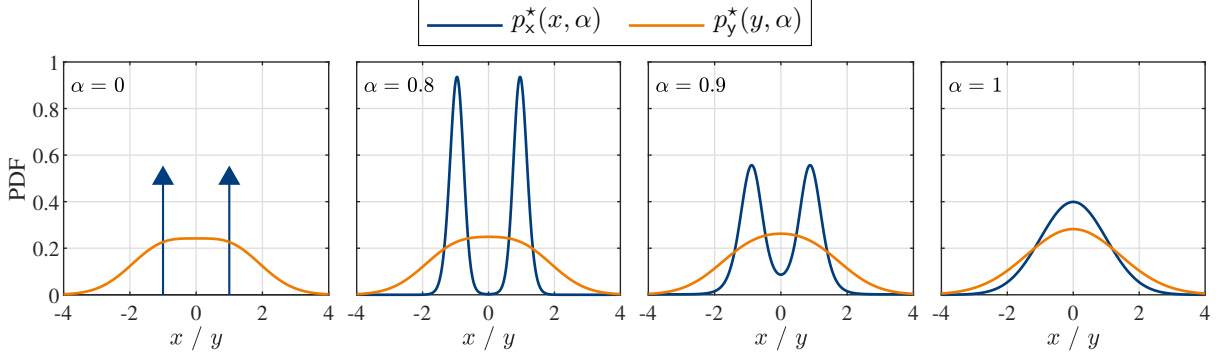 p⋆x(x, α) p⋆y(y, α)
PDF
1
0.8
0.6
0.4
0.2
0
α = 0
-4 -2 0 2 4
x / y
α = 0.8
-4 -2 0 2 4
x / y
α = 0.9
-4 -2 0 2 4
x / y
α = 1
-4 -2 0 2 4
x / y